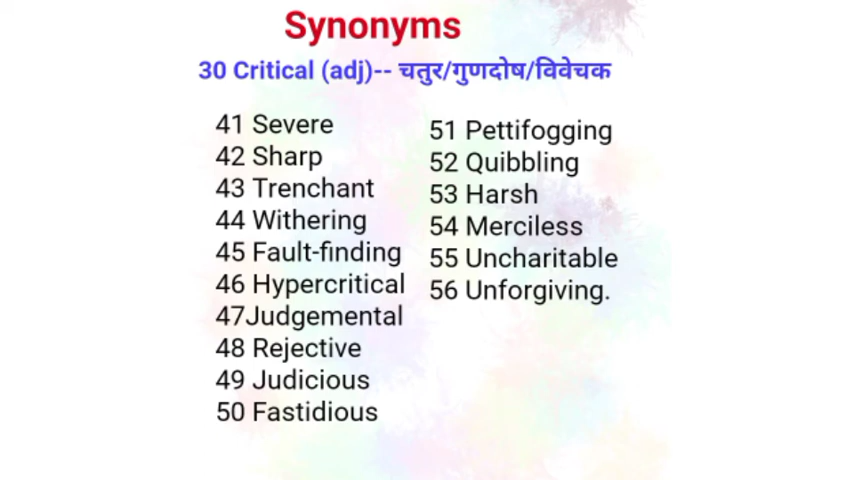 Synonyms
30 Critical (adj)-- चतुर/गुणदोष/विवेचक
41 Severe
42 Sharp
43 Trenchant
44 Withering
45 Fault-finding
46 Hypercritical
47Judgemental
48 Rejective
49 Judicious
50 Fastidious
51 Pettifogging
52 Quibbling
53 Harsh
54 Merciless
55 Uncharitable
56 Unforgiving.